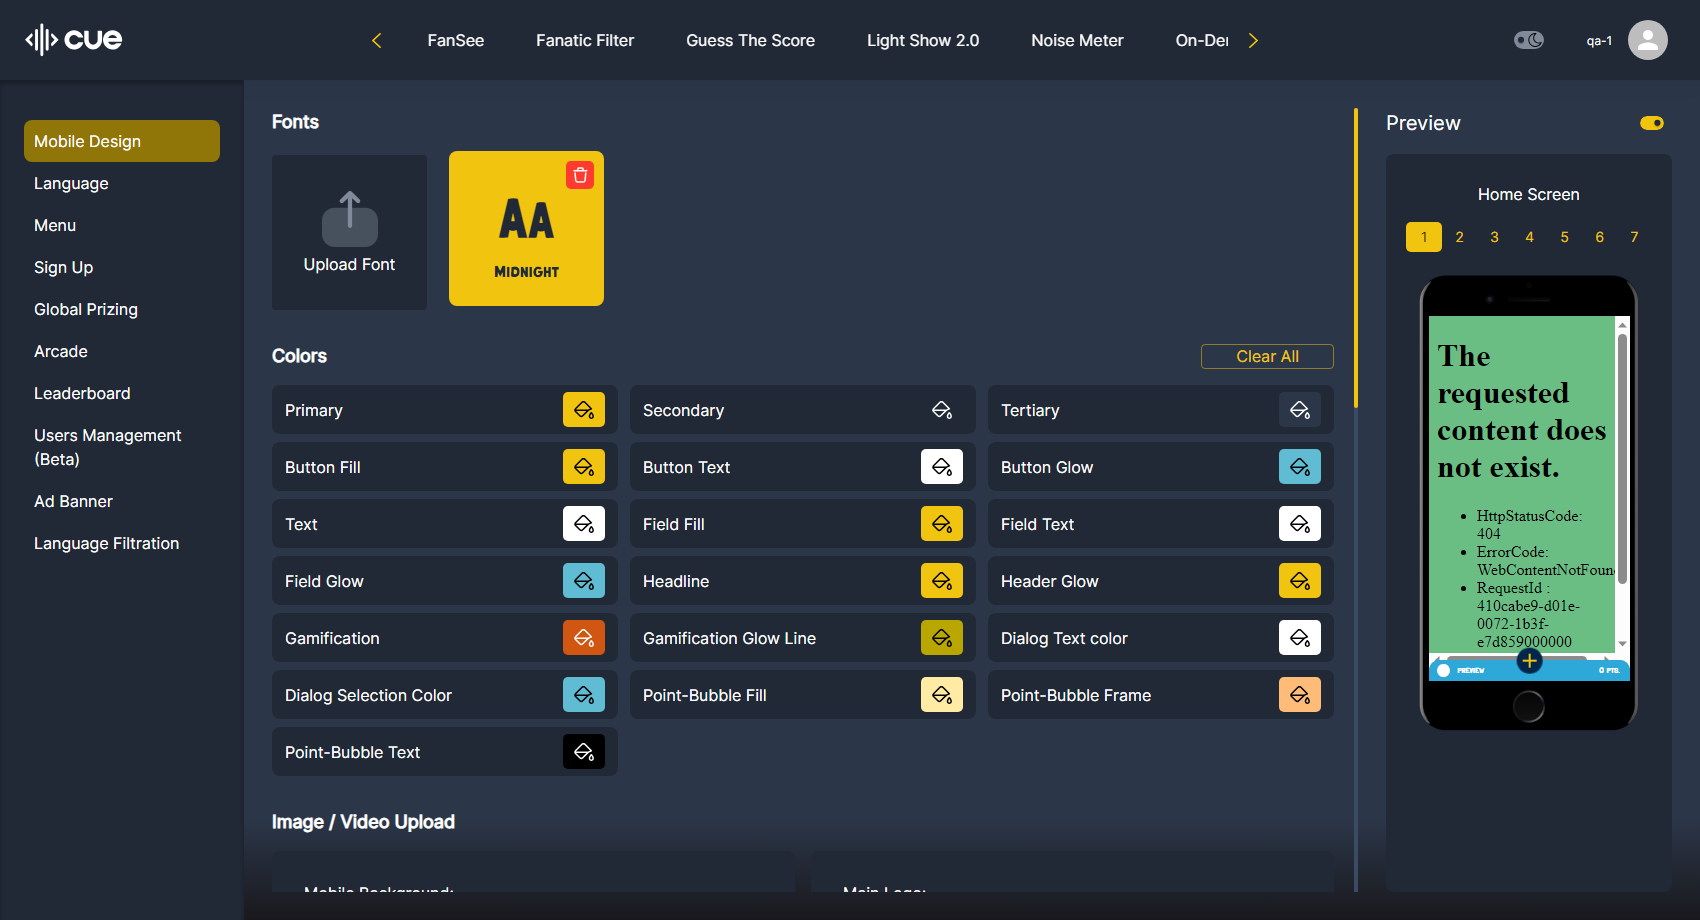 cue
FanSee
Fanatic Filter
Guess The Score
Light Show 2.0
Noise Meter
On-De
qa-1
Mobile Design
Language
Menu
Sign Up
Global Prizing
Arcade
Leaderboard
Users Management
(Beta)
Ad Banner
Language Filtration
Fonts
Upload Font
AA
MIDNIGHT
Colors
Clear All
Primary
Secondary
Tertiary
Button Fill
Button Text
Button Glow
Text
Field Fill
Field Text
Field Glow
Headline
Header Glow
Gamification
Gamification Glow Line
Dialog Text color
Dialog Selection Color
Point-Bubble Fill
Point-Bubble Frame
Point-Bubble Text
Image / Video Upload
Mobile Background:
Main Logo:
Preview
Home Screen
1 2 3 4 5 6 7
The
requested
content does
not exist.
HttpStatusCode:
404
ErrorCode:
WebContentNotFoun
RequestId :
410cabe9-d01e-
0072-1b3f-
e7d859000000
PREVIEW
0 PTS.